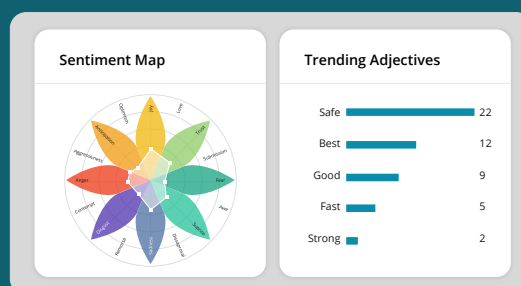 Sentiment Map
Optimism
Joy
Love
Anticipation
Trust
Aggressiveness
Submission
Anger
Fear
Contempt
Awe
Disgust
Surprise
Remorse
Sadness
Disapproval
Trending Adjectives
Safe 22
Best 12
Good 9
Fast 5
Strong 2